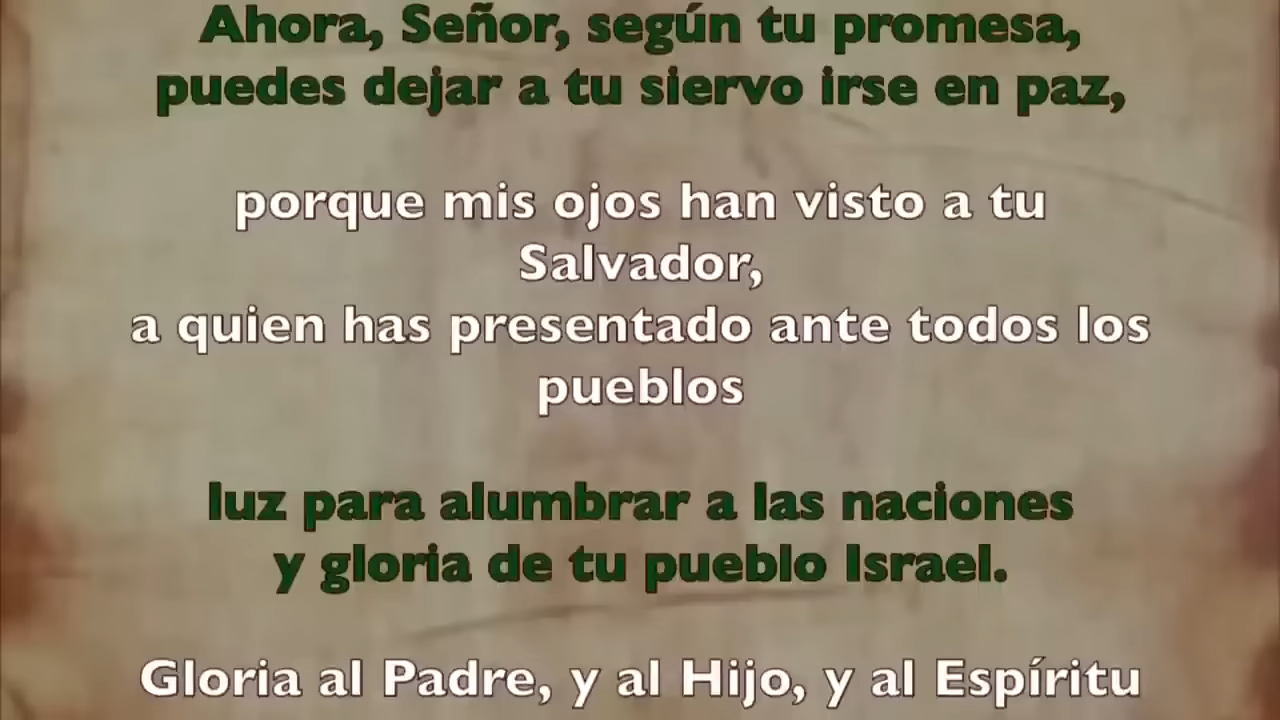 Ahora, Señor, según tu promesa,
puedes dejar a tu siervo irse en paz,
porque mis ojos han visto a tu
Salvador,
a quien has presentado ante todos los
pueblos
luz para alumbrar a las naciones
y gloria de tu pueblo Israel.
Gloria al Padre, y al Hijo, y al Espíritu